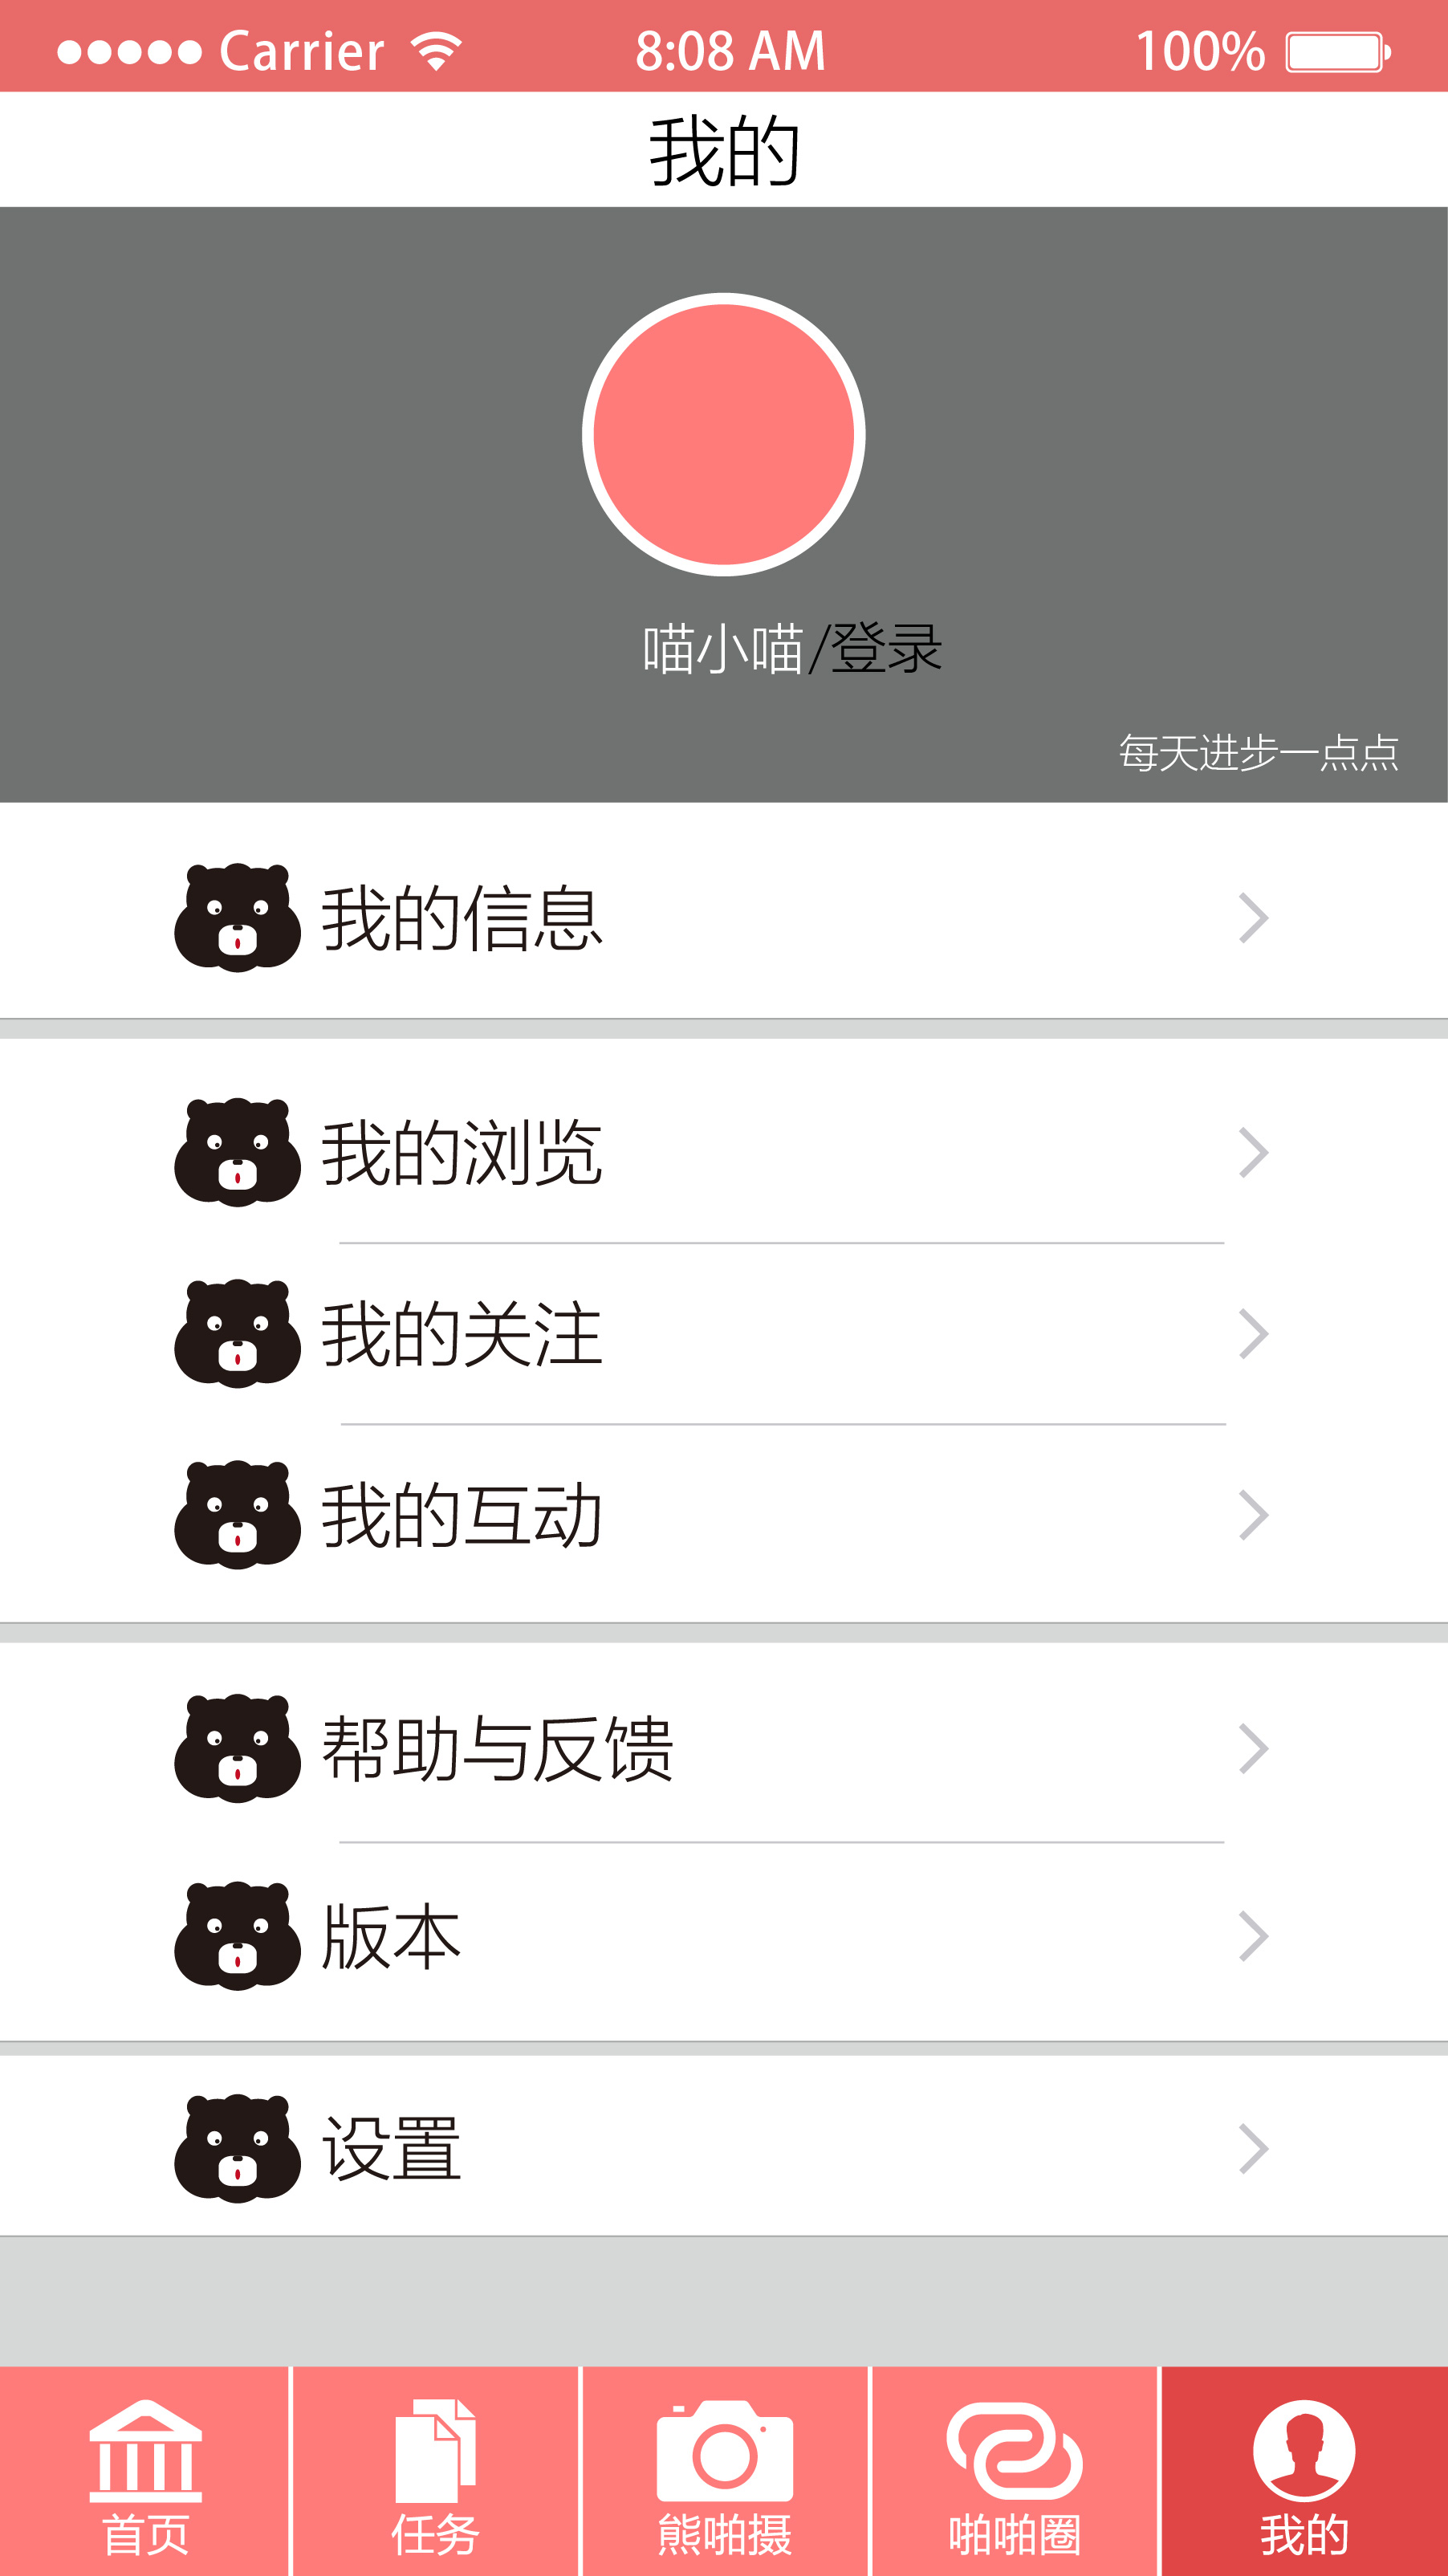 Carrier 8:08 AM 100%
我的
喵小喵/登录
每天进步一点点
我的信息
我的浏览
我的关注
我的互动
帮助与反馈
版本
设置
首页 任务 熊啪摄 啪啪圈 我的